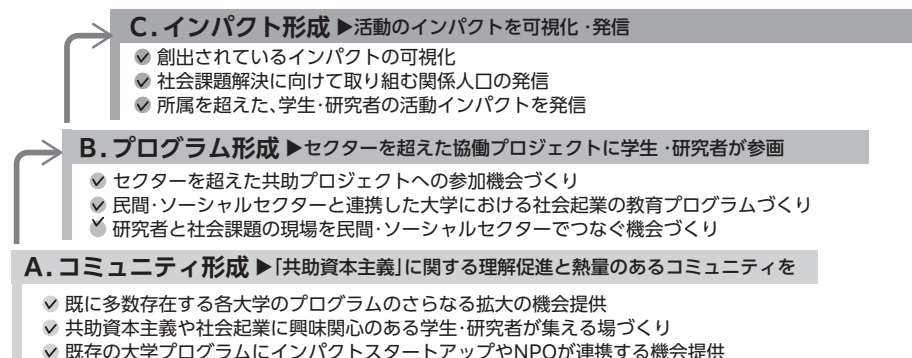 C.インパクト形成 ▶活動のインパクトを可視化・発信
創出されているインパクトの可視化
社会課題解決に向けて取り組む関係人口の発信
所属を超えた、学生・研究者の活動インパクトを発信
B.プログラム形成 ▶セクターを超えた協働プロジェクトに学生・研究者が参画
セクターを超えた共助プロジェクトへの参加機会づくり
民間・ソーシャルセクターと連携した大学における社会起業の教育プログラムづくり
研究者と社会課題の現場を民間・ソーシャルセクターでつなぐ機会づくり
A.コミュニティ形成 ▶「共助資本主義」に関する理解促進と熱量のあるコミュニティを
既に多数存在する各大学のプログラムのさらなる拡大の機会提供
共助資本主義や社会起業に興味関心のある学生・研究者が集える場づくり
既存の大学プログラムにインパクトスタートアップやNPOが連携する機会提供